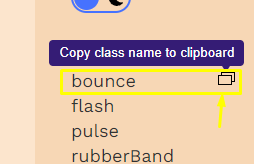 Copy class name to clipboard
bounce
flash
pulse
rubberBand